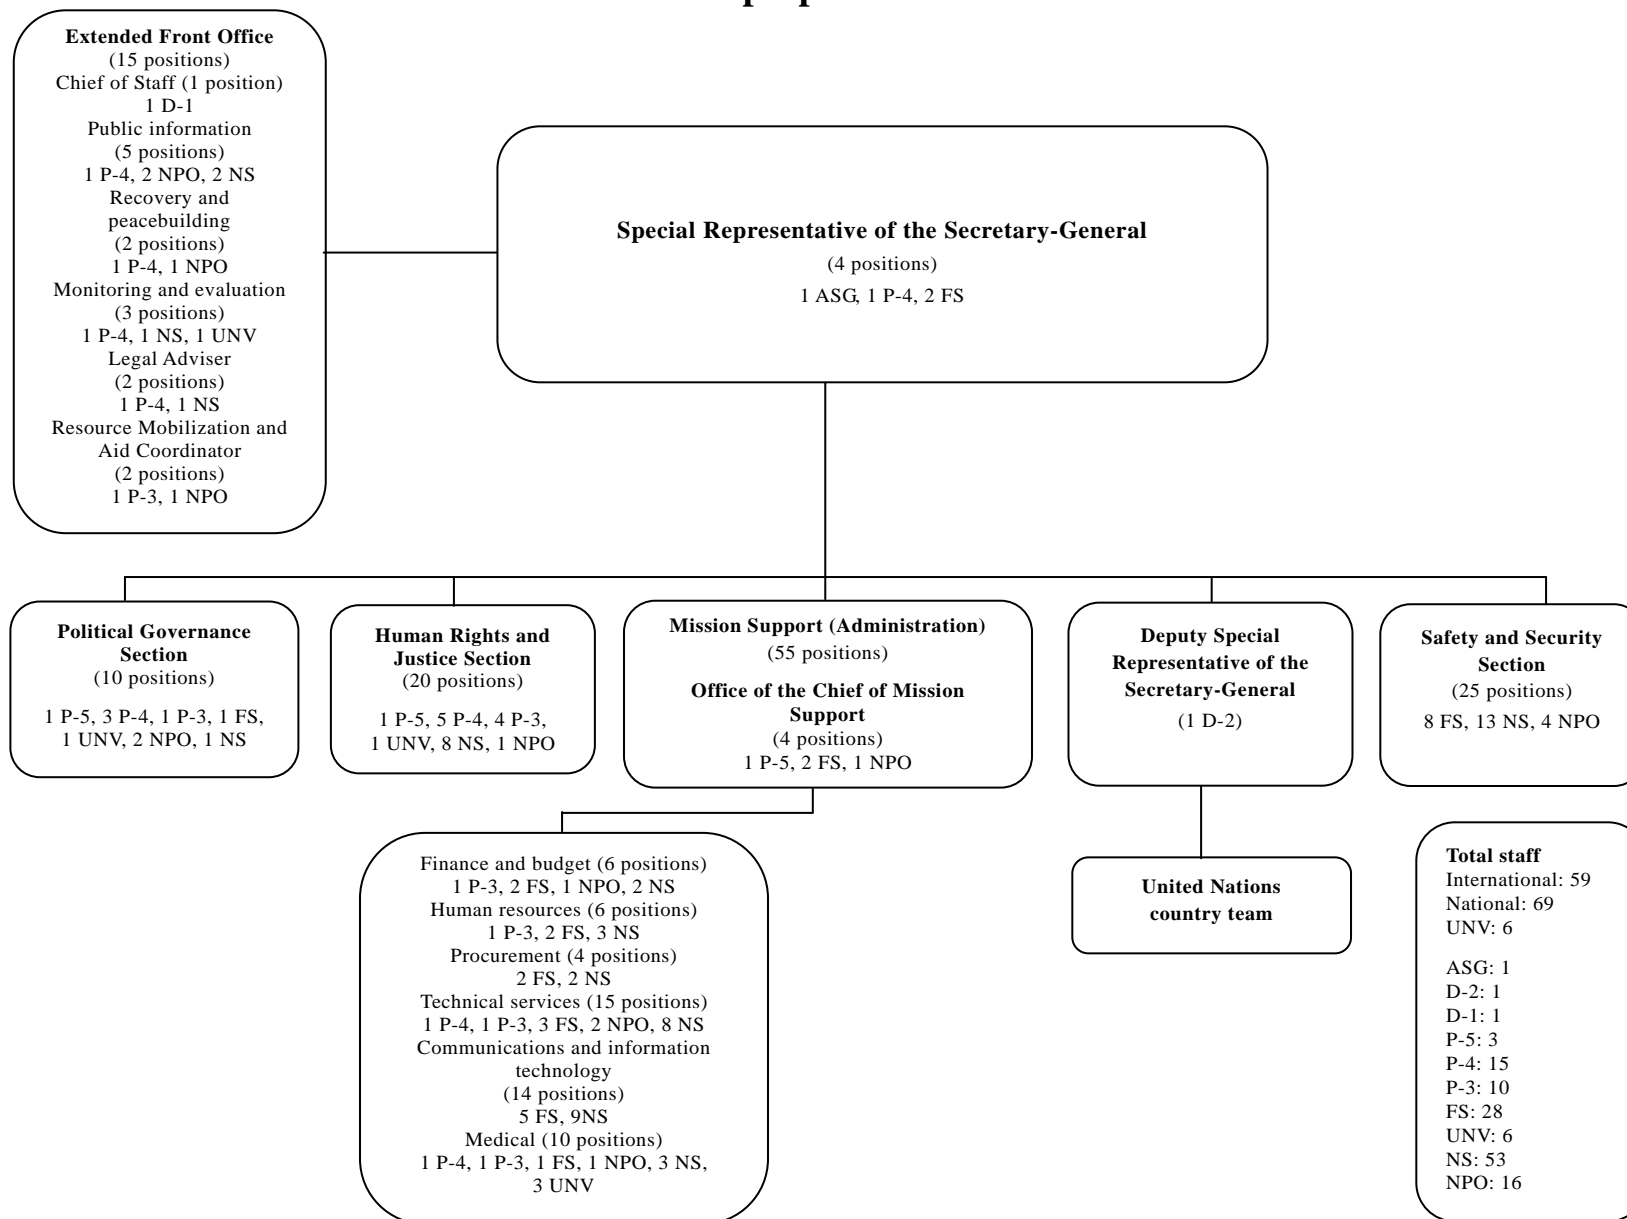 Extended Front Office
(15 positions)
Chief of Staff (1 position)
1 D-1
Public information
(5 positions)
1 P-4, 2 NPO, 2 NS
Recovery and
peacebuilding
(2 positions)
1 P-4, 1 NPO
Monitoring and evaluation
(3 positions)
1 P-4, 1 NS, 1 UNV
Legal Adviser
(2 positions)
1 P-4, 1 NS
Resource Mobilization and
Aid Coordinator
(2 positions)
1 P-3, 1 NPO
Special Representative of the Secretary-General
(4 positions)
1 ASG, 1 P-4, 2 FS
Political Governance
Section
(10 positions)
1 P-5, 3 P-4, 1 P-3, 1 FS,
1 UNV, 2 NPO, 1 NS
Human Rights and
Justice Section
(20 positions)
1 P-5, 5 P-4, 4 P-3,
1 UNV, 8 NS, 1 NPO
Mission Support (Administration)
(55 positions)
Office of the Chief of Mission
Support
(4 positions)
1 P-5, 2 FS, 1 NPO
Deputy Special
Representative of the
Secretary-General
(1 D-2)
Safety and Security
Section
(25 positions)
8 FS, 13 NS, 4 NPO
Finance and budget (6 positions)
1 P-3, 2 FS, 1 NPO, 2 NS
Human resources (6 positions)
1 P-3, 2 FS, 3 NS
Procurement (4 positions)
2 FS, 2 NS
Technical services (15 positions)
1 P-4, 1 P-3, 3 FS, 2 NPO, 8 NS
Communications and information
technology
(14 positions)
5 FS, 9NS
Medical (10 positions)
1 P-4, 1 P-3, 1 FS, 1 NPO, 3 NS,
3 UNV
United Nations
country team
Total staff
International: 59
National: 69
UNV: 6
ASG: 1
D-2: 1
D-1: 1
P-5: 3
P-4: 15
P-3: 10
FS: 28
UNV: 6
NS: 53
NPO: 16